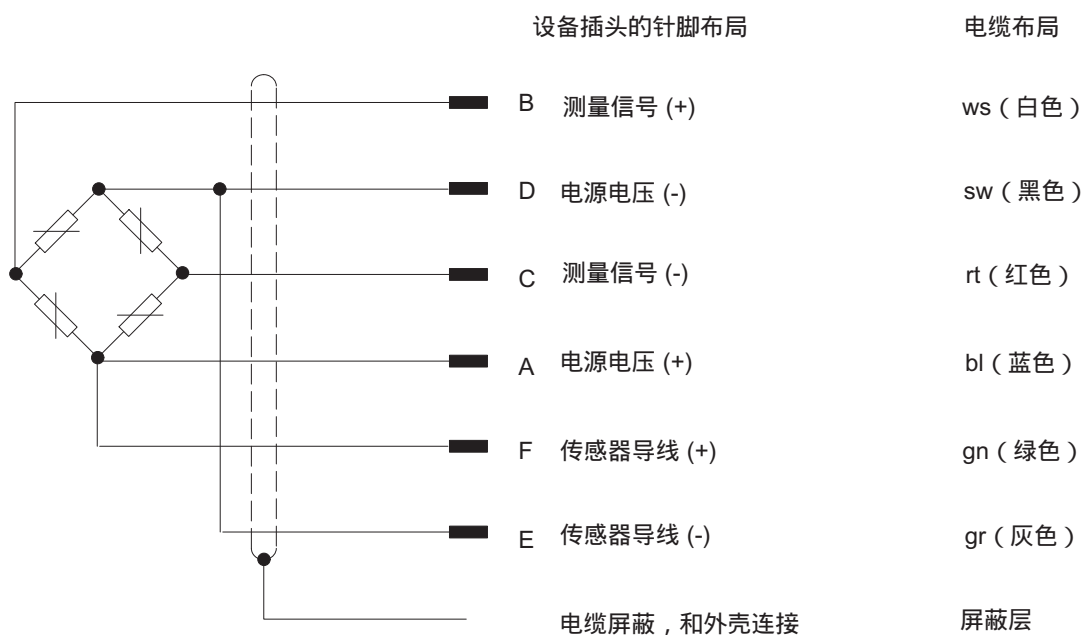 设备插头的针脚布局 电缆布局
B 测量信号 (+) ws（白色）
D 电源电压 (-) sw（黑色）
C 测量信号 (-) rt（红色）
A 电源电压 (+) bl（蓝色）
F 传感器导线 (+) gn（绿色）
E 传感器导线 (-) gr（灰色）
电缆屏蔽，和外壳连接 屏蔽层